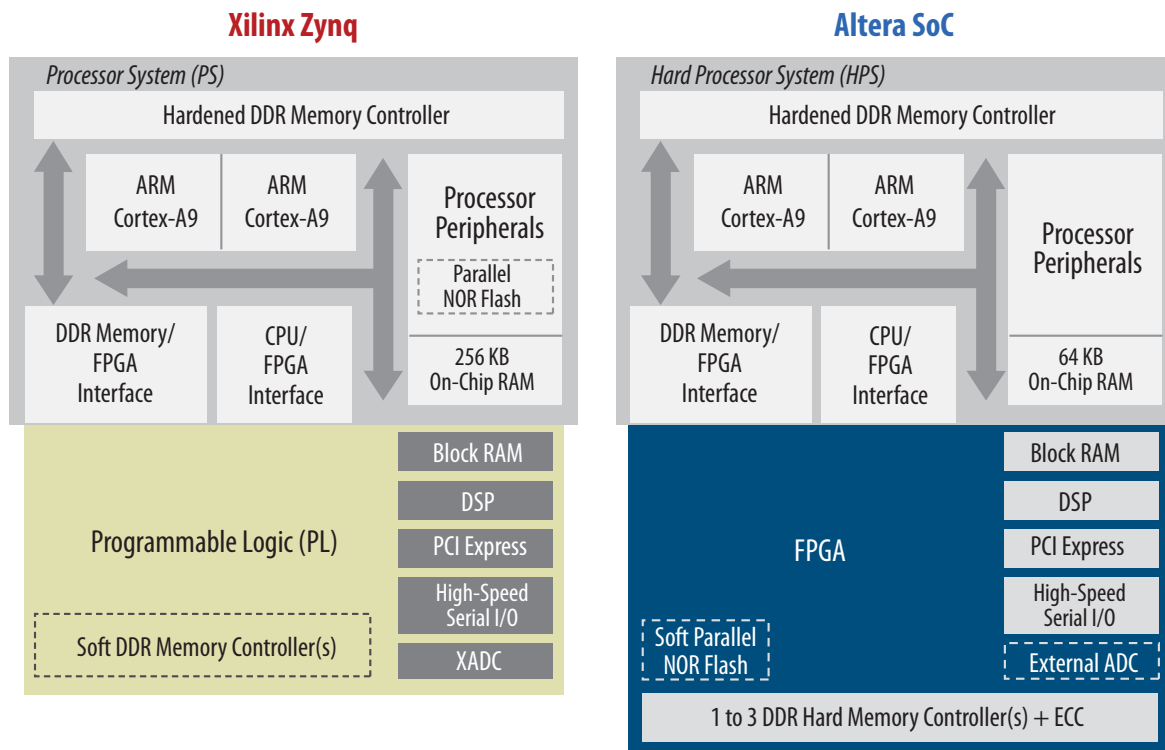 Xilinx Zynq
Processor System (PS)
Hardened DDR Memory Controller
ARM
Cortex-A9
ARM
Cortex-A9
Processor
Peripherals
Parallel
NOR Flash
256 KB
On-Chip RAM
DDR Memory/
FPGA
Interface
CPU/
FPGA
Interface
Programmable Logic (PL)
Soft DDR Memory Controller(s)
Block RAM
DSP
PCI Express
High-Speed
Serial I/O
XADC
Altera SoC
Hard Processor System (HPS)
Hardened DDR Memory Controller
ARM
Cortex-A9
ARM
Cortex-A9
Processor
Peripherals
64 KB
On-Chip RAM
DDR Memory/
FPGA
Interface
CPU/
FPGA
Interface
FPGA
Soft Parallel
NOR Flash
Block RAM
DSP
PCI Express
High-Speed
Serial I/O
External ADC
1 to 3 DDR Hard Memory Controller(s) + ECC